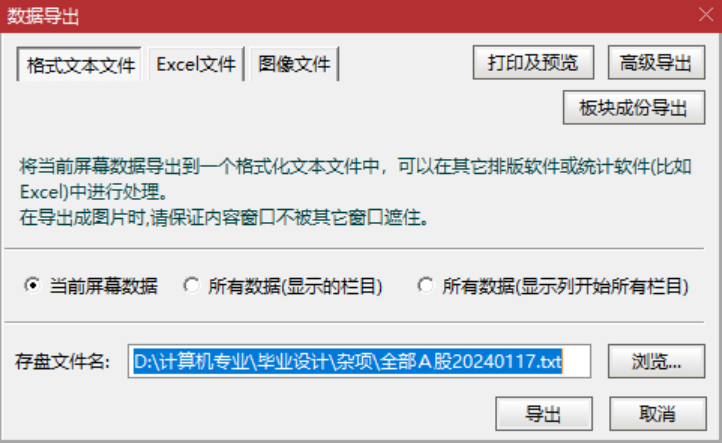 数据导出
格式文本文件 Excel文件 图像文件 打印及预览 高级导出
板块成份导出
将当前屏幕数据导出到一个格式化文本文件中，可以在其它排版软件或统计软件(比如
Excel)中进行处理。
在导出成图片时,请保证内容窗口不被其它窗口遮住。
当前屏幕数据 所有数据(显示的栏目) 所有数据(显示列开始所有栏目)
存盘文件名: D:\计算机专业\毕业设计\杂项\全部Ａ股20240117.txt 浏览...
导出 取消